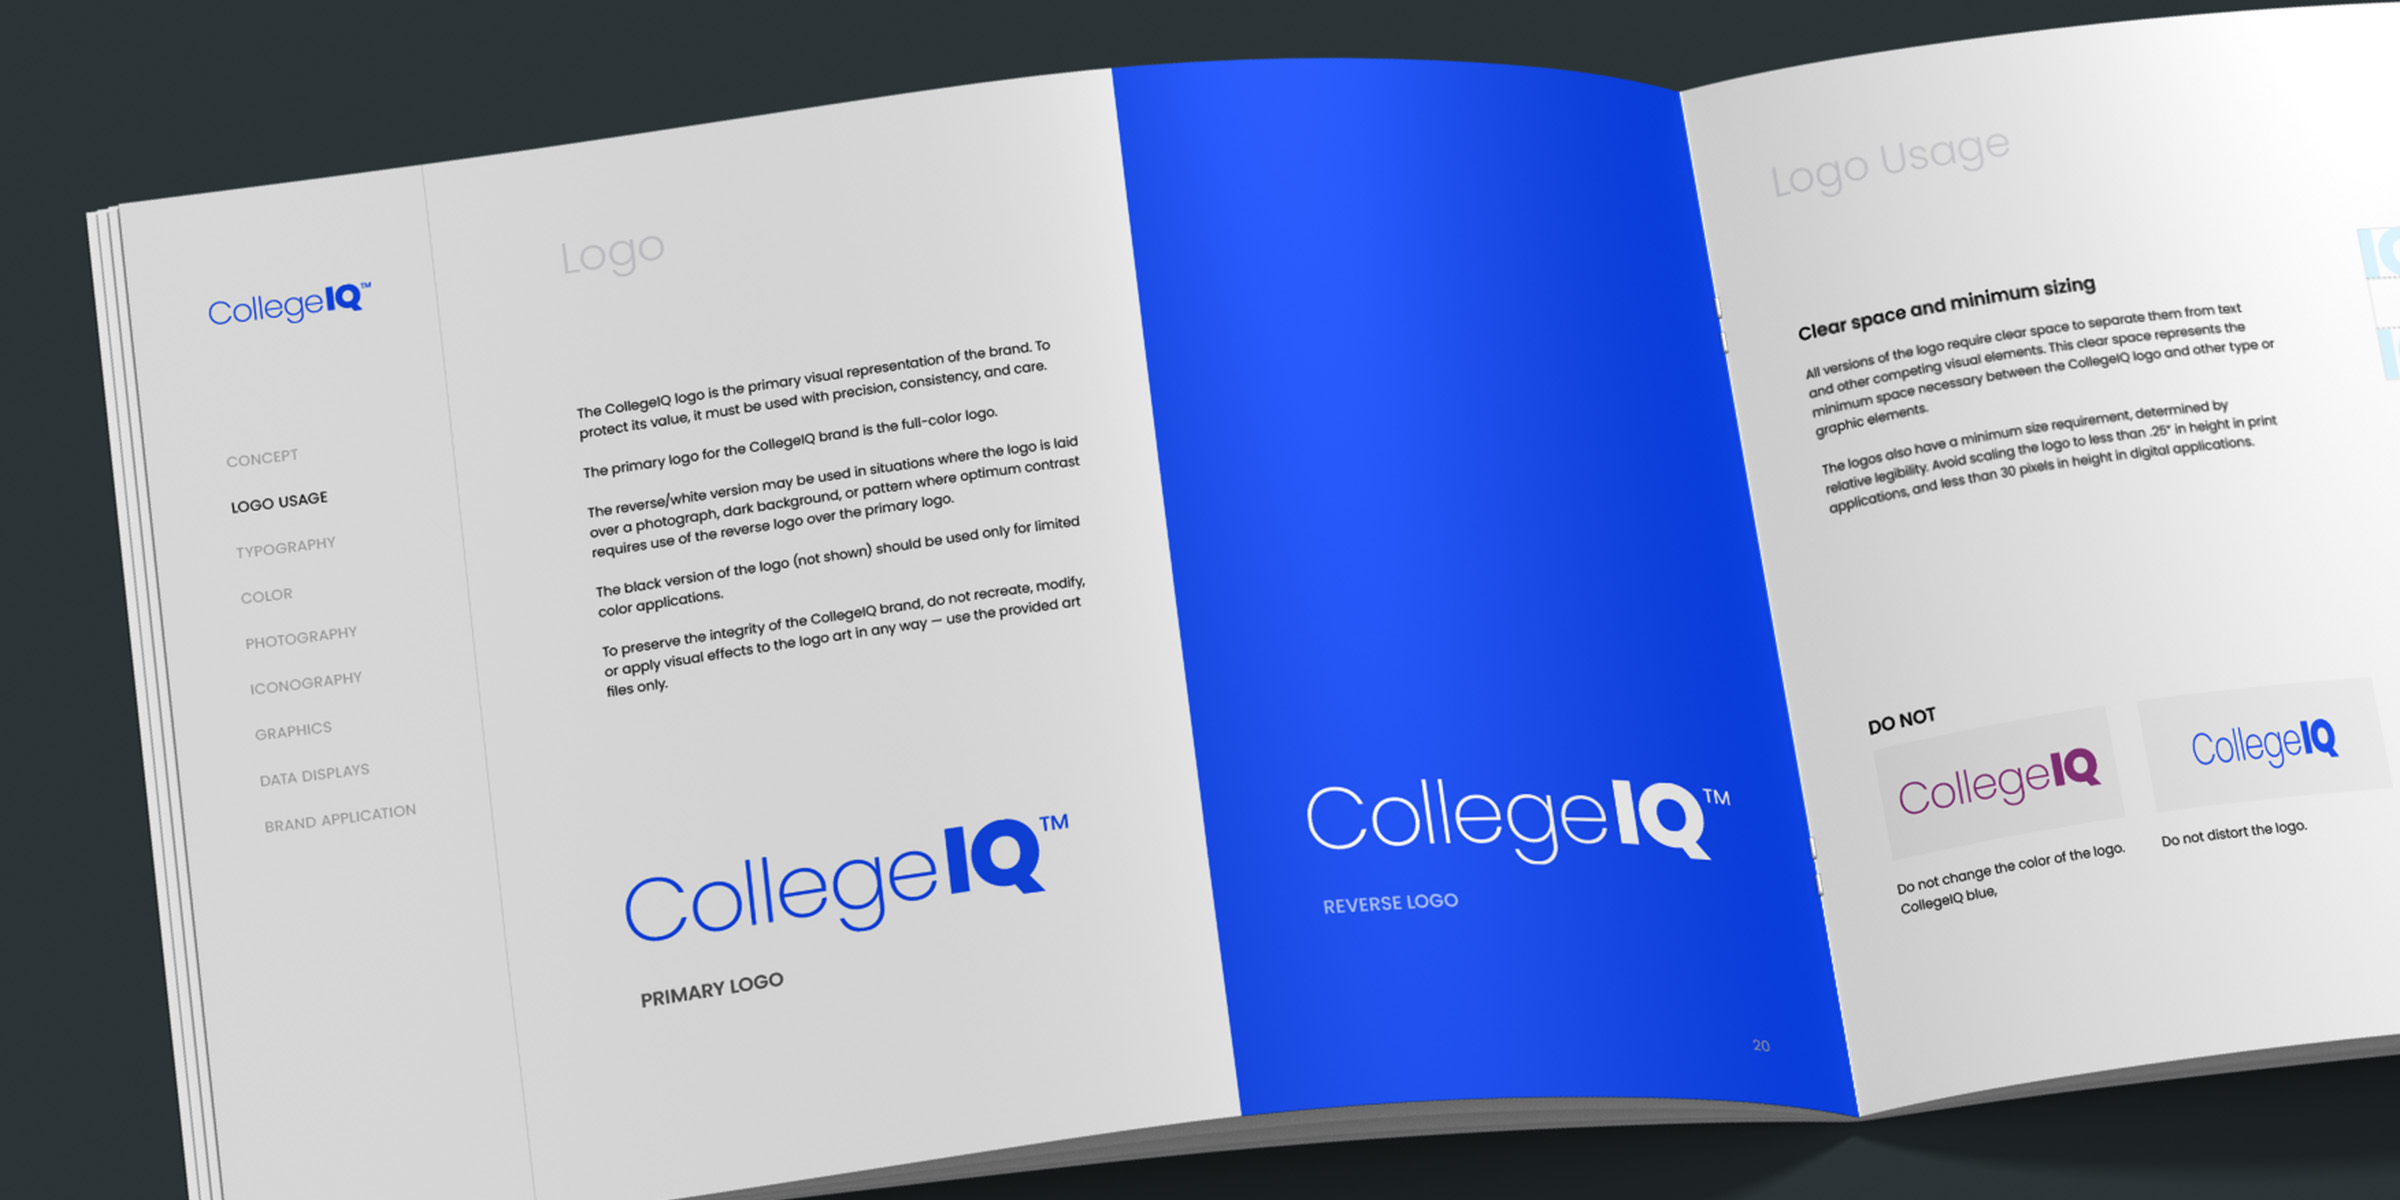 CollegeIQ™
CONCEPT
LOGO USAGE
TYPOGRAPHY
COLOR
PHOTOGRAPHY
ICONOGRAPHY
GRAPHICS
DATA DISPLAYS
BRAND APPLICATION
Logo
The CollegeIQ logo is the primary visual representation of the brand. To
protect its value, it must be used with precision, consistency, and care.
The primary logo for the CollegeIQ brand is the full-color logo.
The reverse/white version may be used in situations where the logo is laid
over a photograph, dark background, or pattern where optimum contrast
requires use of the reverse logo over the primary logo.
The black version of the logo (not shown) should be used only for limited
color applications.
To preserve the integrity of the CollegeIQ brand, do not recreate, modify,
or apply visual effects to the logo art in any way — use the provided art
files only.
CollegeIQ™
PRIMARY LOGO
CollegeIQ™
REVERSE LOGO
20
Logo Usage
Clear space and minimum sizing
All versions of the logo require clear space to separate them from text
and other competing visual elements. This clear space represents the
minimum space necessary between the CollegeIQ logo and other type or
graphic elements.
The logos also have a minimum size requirement, determined by
relative legibility. Avoid scaling the logo to less than .25" in height in print
applications, and less than 30 pixels in height in digital applications.
DO NOT
CollegeIQ
Do not change the color of the logo.
CollegeIQ blue,
CollegeIQ
Do not distort the logo.